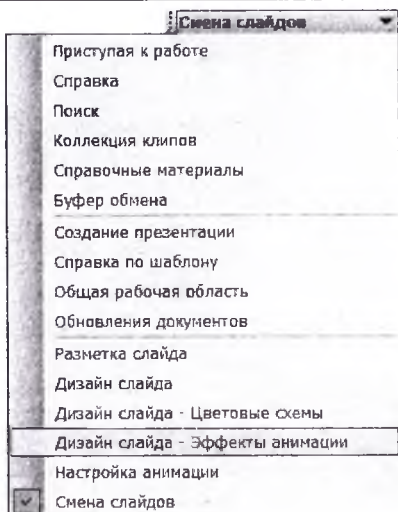 Смена слайдов
Приступая к работе
Справка
Поиск
Коллекция клипов
Справочные материалы
Буфер обмена
Создание презентации
Справка по шаблону
Общая рабочая область
Обновления документов
Разметка слайда
Дизайн слайда
Дизайн слайда - Цветовые схемы
Дизайн слайда - Эффекты анимации
Настройка анимации
Смена слайдов